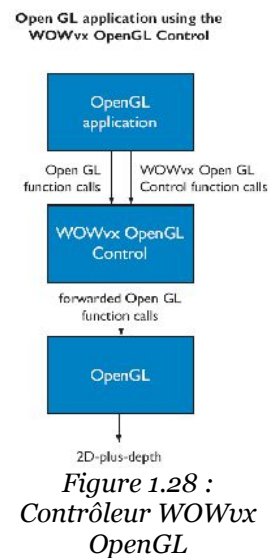 Open GL application using the
WOWvx OpenGL Control
OpenGL
application
Open GL
function calls
WOWvx Open GL
Control function calls
WOWvx OpenGL
Control
forwarded Open GL
function calls
OpenGL
2D-plus-depth
Figure 1.28 :
Contrôleur WOWvx
OpenGL